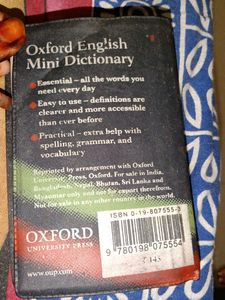 Oxford English
Mini Dictionary
Essential – all the words
you need every day
Easy to use – definitions are
clearer and more accessible
than ever before
Practical – extra help with
spelling, grammar, and
vocabulary
Reprinted by arrangement with Oxford
University Press, Oxford. For sale in India,
Bangladesh, Nepal, Bhutan, Sri Lanka and
Myanmar only and not for export therefrom.
Not for sale in any other country in the world.
ISBN 0-19-807555-
9 780198 075554
OXFORD
UNIVERSITY PRESS
www.oup.com